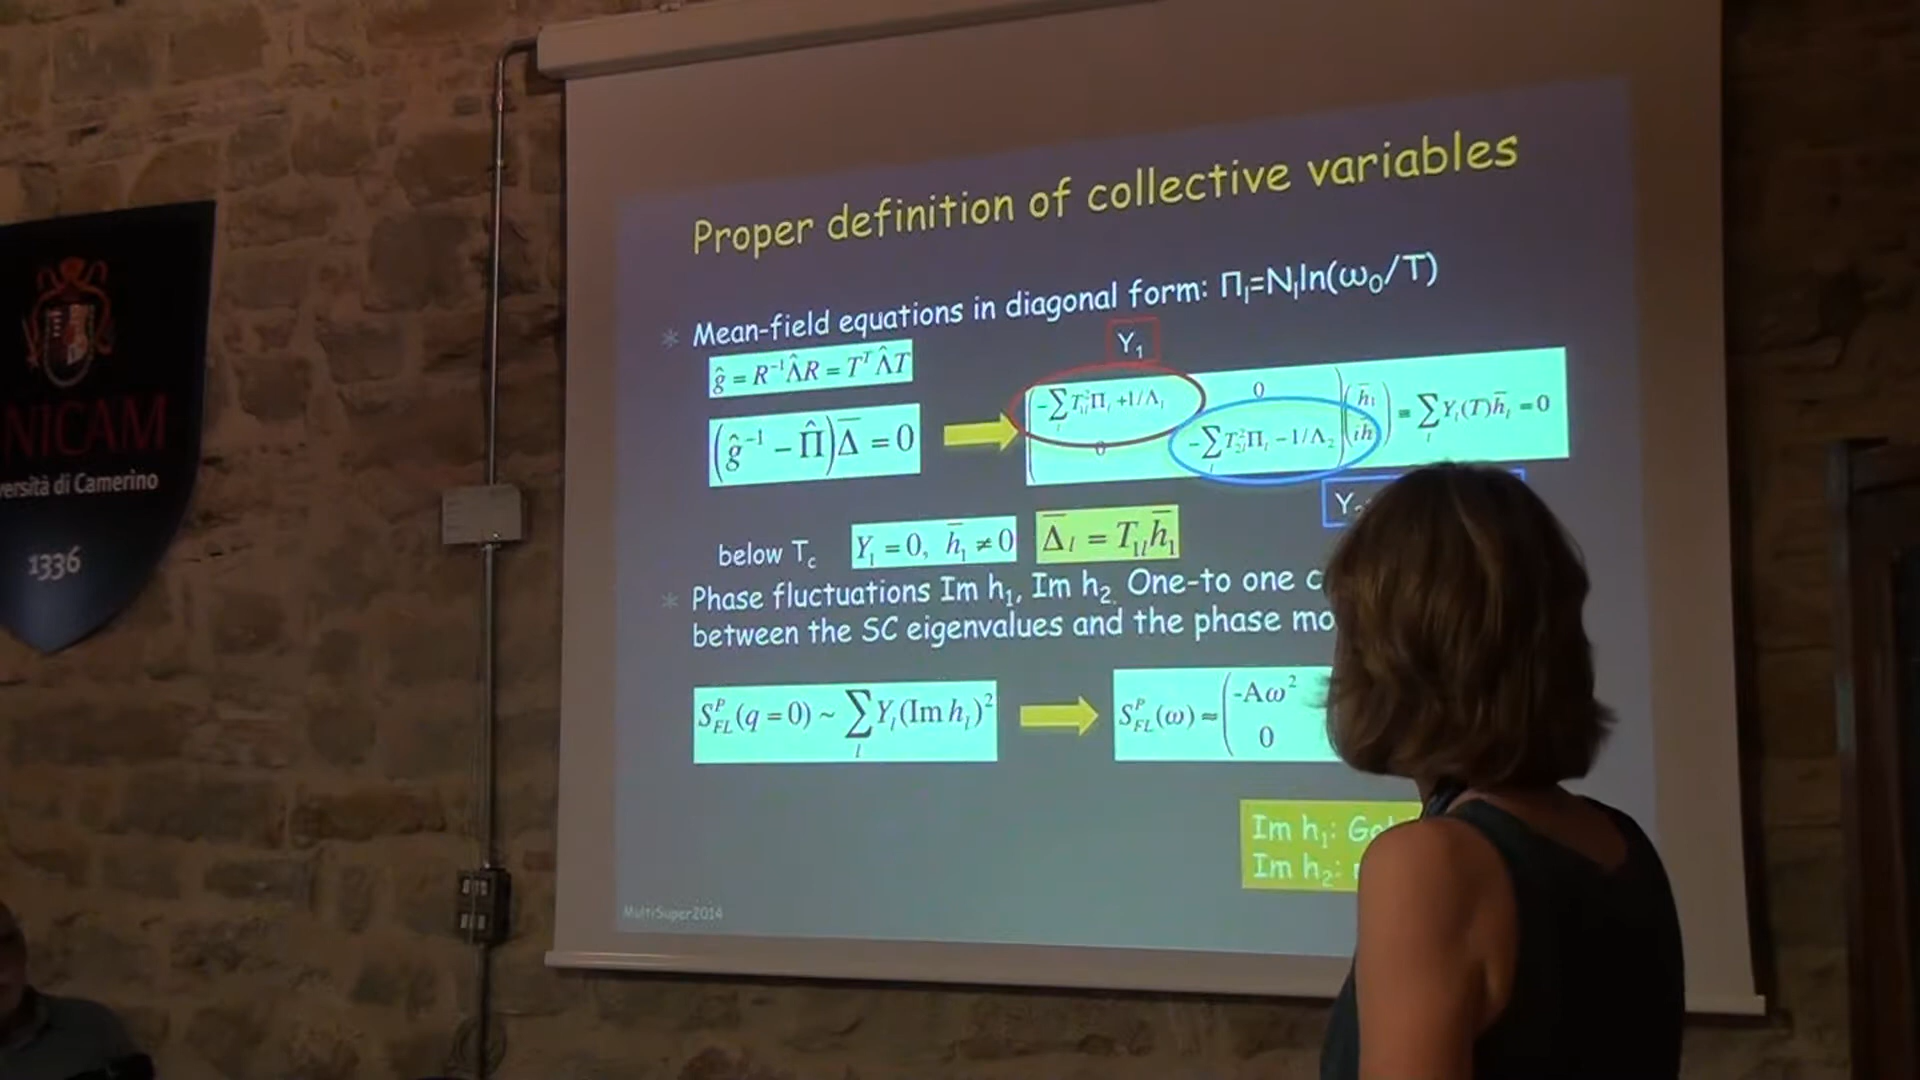 Proper definition of collective variables
Mean-field equations in diagonal form: Π_l=N_l ln(ω_0/T)
Y_1
ĝ = R^{-1}Λ̂R = T^T Λ̂T
(ĝ^{-1} − Π̂)Δ̄ = 0
−∑_l T_{1l}^2 Π_l + 1/Λ_1 0
0 −∑_l T_{2l}^2 Π_l − 1/Λ_2
h̄_1
ih̄
= ∑_l Y_l(T)h̄_l = 0
below T_c Y_1 = 0, h̄_1 ≠ 0 Δ̄_l = T_{1l}h̄_1
Phase fluctuations Im h_1, Im h_2. One-to one c
between the SC eigenvalues and the phase mo
S_{FL}^P(q = 0) ~ ∑_l Y_l(Im h_l)^2
S_{FL}^P(ω) ≈ (-Aω^2
0
Im h_1: Go
Im h_2:
MultiSuper2014
NICAM
ersità di Camerino
1336